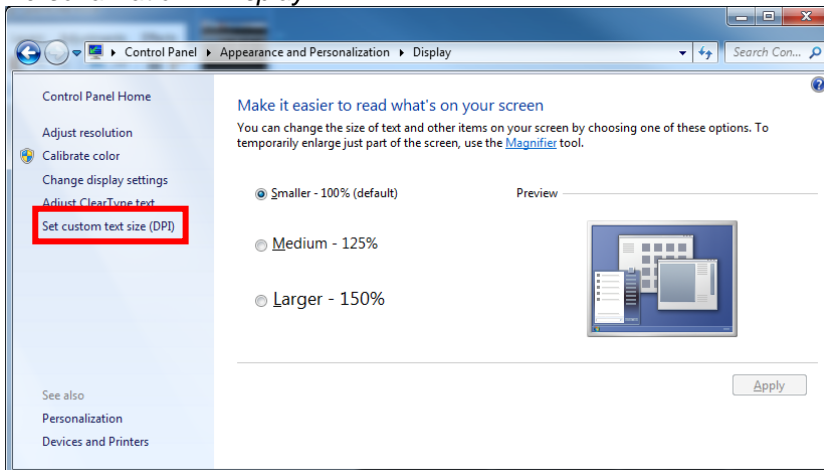 Control Panel ▸ Appearance and Personalization ▸ Display
Search Con...
Control Panel Home
Adjust resolution
Calibrate color
Change display settings
Adjust ClearType text
Set custom text size (DPI)
See also
Personalization
Devices and Printers
Make it easier to read what's on your screen
You can change the size of text and other items on your screen by choosing one of these options. To
temporarily enlarge just part of the screen, use the Magnifier tool.
Smaller - 100% (default)
Preview
Medium - 125%
Larger - 150%
Apply